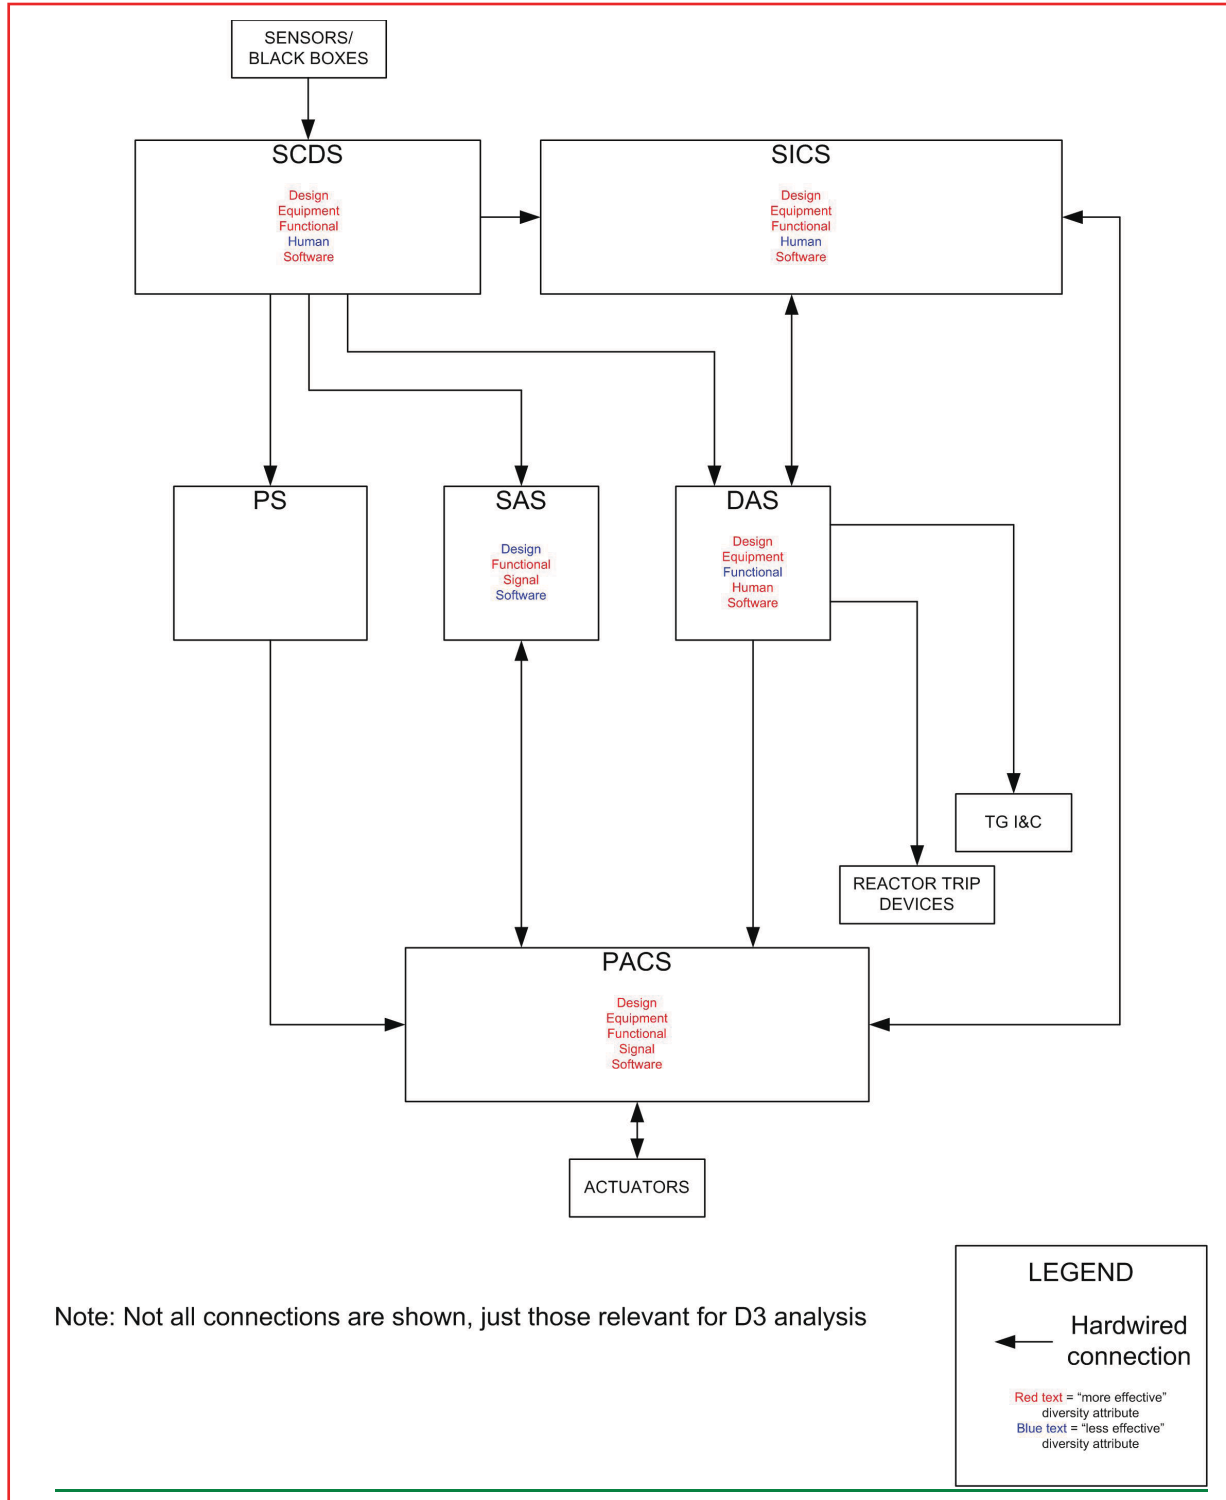 SENSORS/
BLACK BOXES
SCDS
Design
Equipment
Functional
Human
Software
SICS
Design
Equipment
Functional
Human
Software
PS
SAS
Design
Functional
Signal
Software
DAS
Design
Equipment
Functional
Human
Software
TG I&C
REACTOR TRIP
DEVICES
PACS
Design
Equipment
Functional
Signal
Software
ACTUATORS
Note: Not all connections are shown, just those relevant for D3 analysis
LEGEND
Hardwired
connection
Red text = “more effective”
diversity attribute
Blue text = “less effective”
diversity attribute